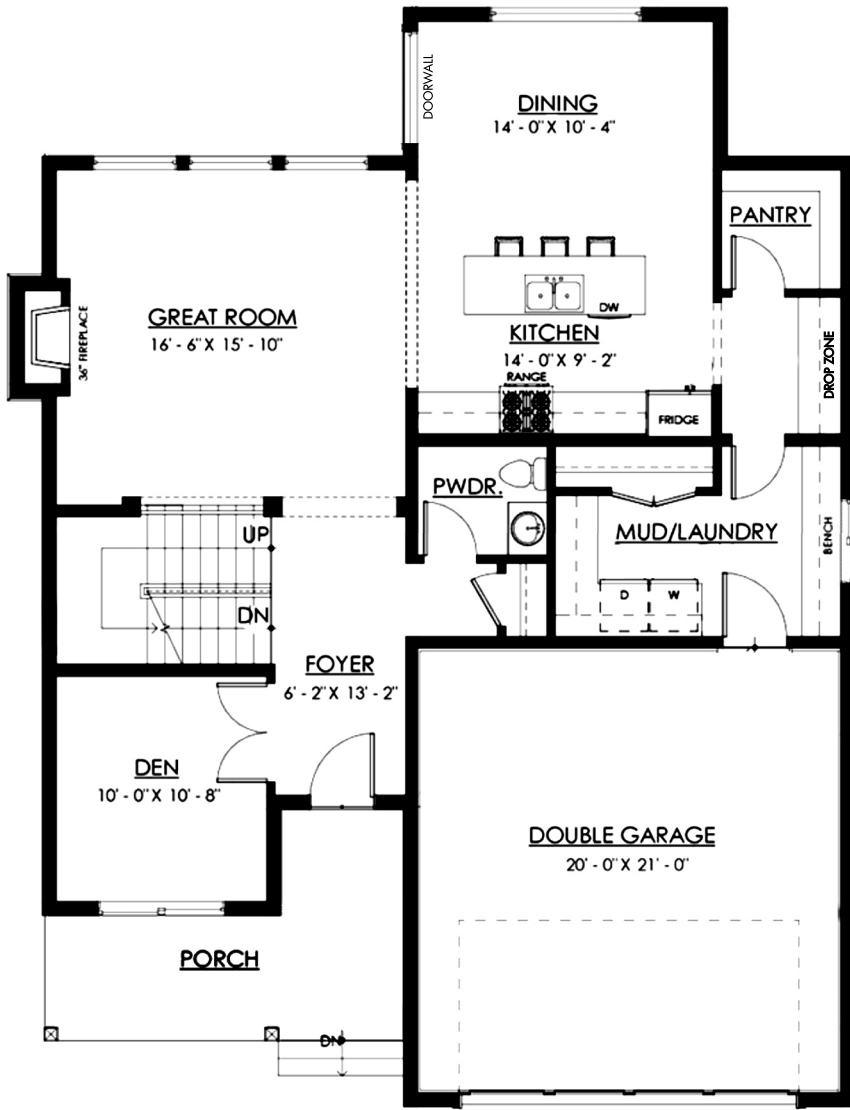 DOORWALL
DINING
14' - 0" X 10' - 4"
PANTRY
GREAT ROOM
16' - 6" X 15' - 10"
36" FIREPLACE
DW
KITCHEN
14' - 0" X 9' - 2"
RANGE
FRIDGE
DROP ZONE
PWDR.
MUD/LAUNDRY
BENCH
UP
DN
D
W
FOYER
6' - 2" X 13' - 2"
DEN
10' - 0" X 10' - 8"
DOUBLE GARAGE
20' - 0" X 21' - 0"
PORCH
DN